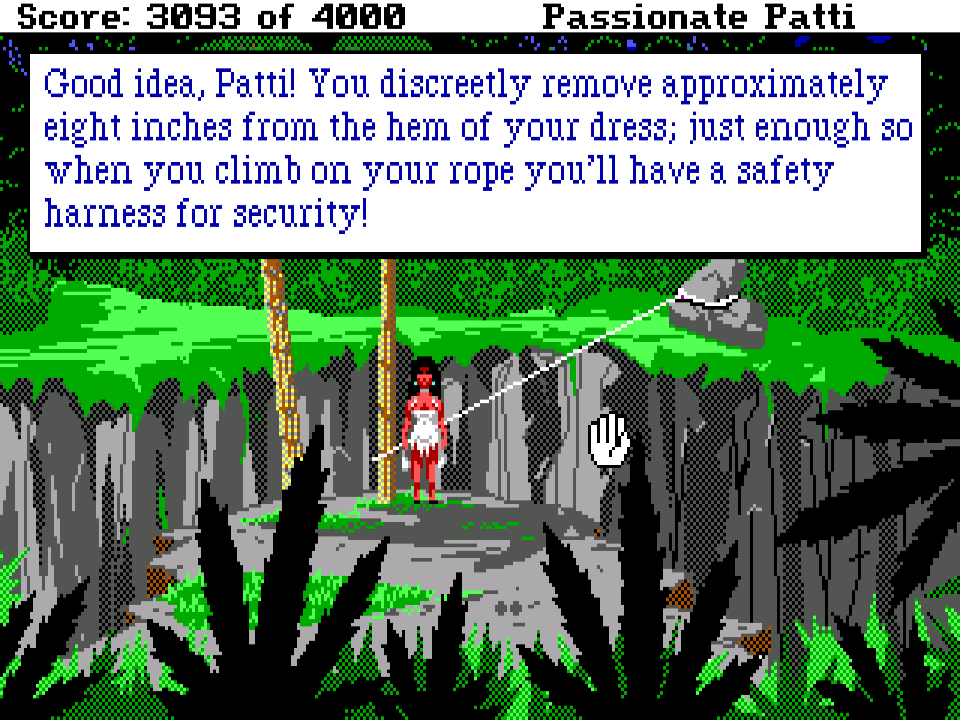 Score: 3093 of 4000 Passionate Patti
Good idea, Patti! You discreetly remove approximately
eight inches from the hem of your dress; just enough so
when you climb on your rope you'll have a safety
harness for security!